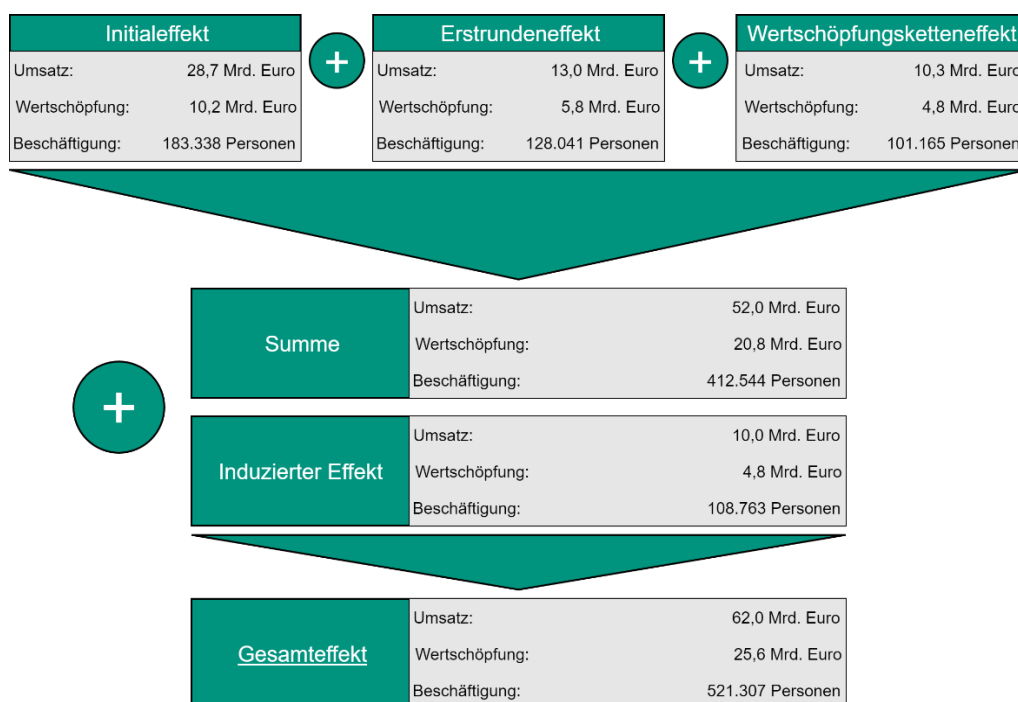 Initialeffekt
Umsatz: 28,7 Mrd. Euro
Wertschöpfung: 10,2 Mrd. Euro
Beschäftigung: 183.338 Personen
+
Erstrundeneffekt
Umsatz: 13,0 Mrd. Euro
Wertschöpfung: 5,8 Mrd. Euro
Beschäftigung: 128.041 Personen
+
Wertschöpfungsketteneffekt
Umsatz: 10,3 Mrd. Euro
Wertschöpfung: 4,8 Mrd. Euro
Beschäftigung: 101.165 Personen
Summe
Umsatz: 52,0 Mrd. Euro
Wertschöpfung: 20,8 Mrd. Euro
Beschäftigung: 412.544 Personen
+
Induzierter Effekt
Umsatz: 10,0 Mrd. Euro
Wertschöpfung: 4,8 Mrd. Euro
Beschäftigung: 108.763 Personen
Gesamteffekt
Umsatz: 62,0 Mrd. Euro
Wertschöpfung: 25,6 Mrd. Euro
Beschäftigung: 521.307 Personen